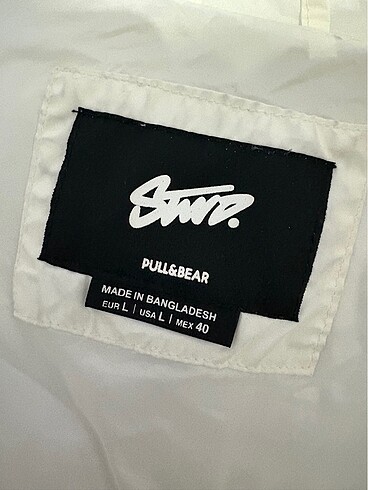 STWD.
PULL&BEAR
MADE IN BANGLADESH
EUR L | USA L | MEX 40